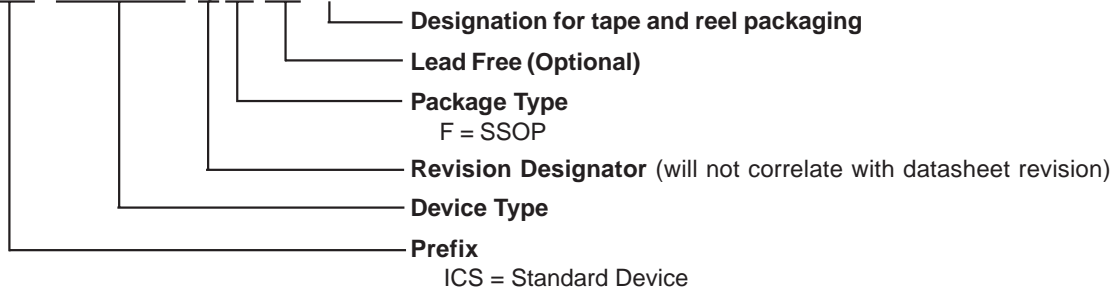 Designation for tape and reel packaging
Lead Free (Optional)
Package Type
F = SSOP
Revision Designator (will not correlate with datasheet revision)
Device Type
Prefix
ICS = Standard Device